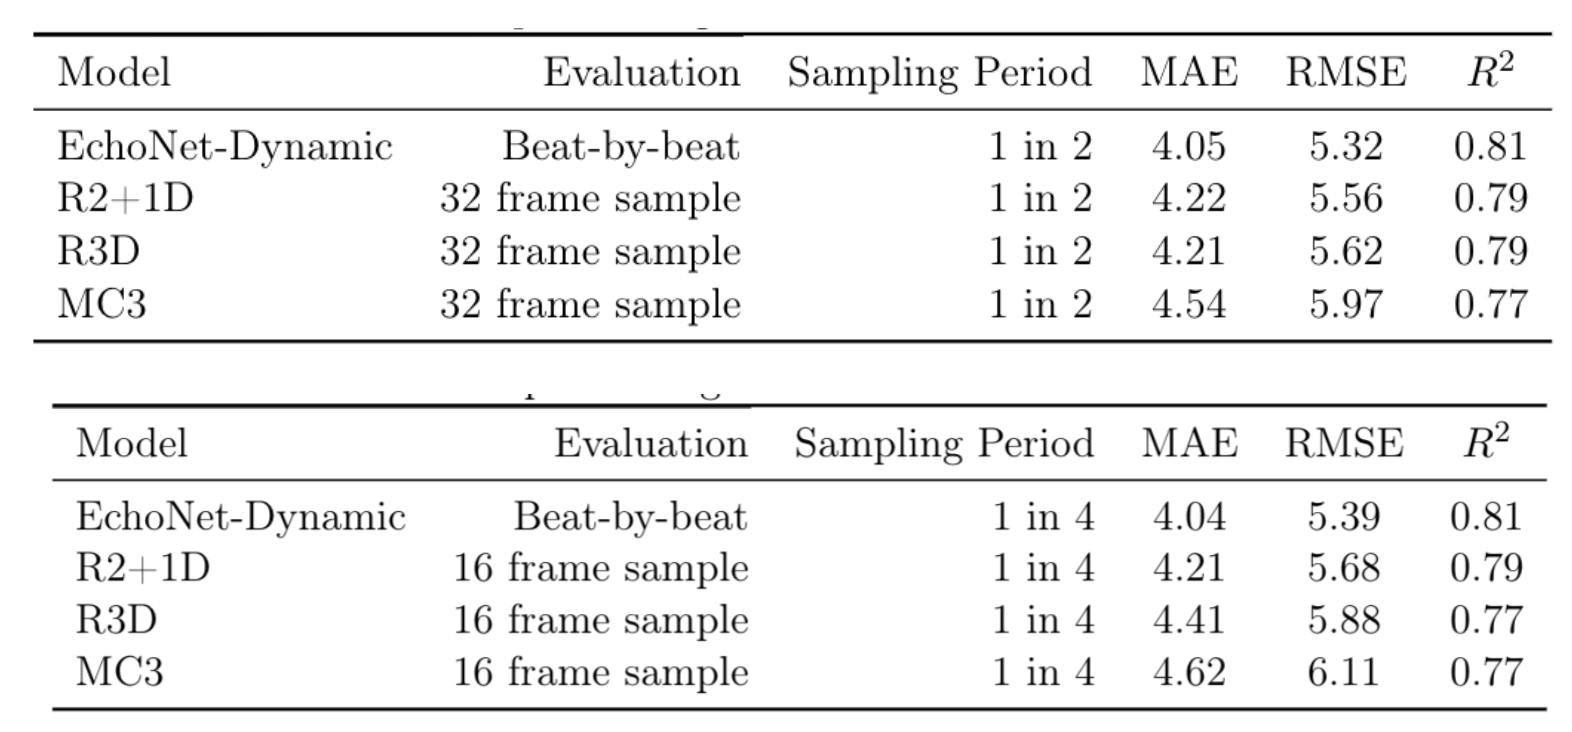 Model Evaluation Sampling Period MAE RMSE R²
EchoNet-Dynamic Beat-by-beat 1 in 2 4.05 5.32 0.81
R2+1D 32 frame sample 1 in 2 4.22 5.56 0.79
R3D 32 frame sample 1 in 2 4.21 5.62 0.79
MC3 32 frame sample 1 in 2 4.54 5.97 0.77
Model Evaluation Sampling Period MAE RMSE R²
EchoNet-Dynamic Beat-by-beat 1 in 4 4.04 5.39 0.81
R2+1D 16 frame sample 1 in 4 4.21 5.68 0.79
R3D 16 frame sample 1 in 4 4.41 5.88 0.77
MC3 16 frame sample 1 in 4 4.62 6.11 0.77